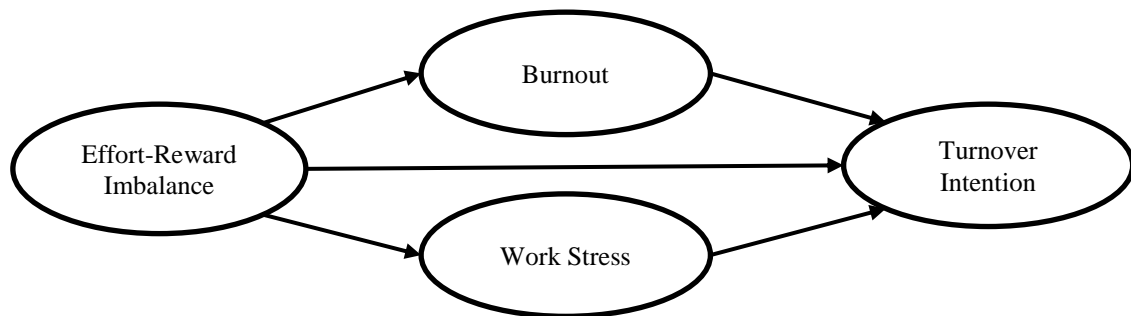 Burnout
Effort-Reward
Imbalance
Turnover
Intention
Work Stress